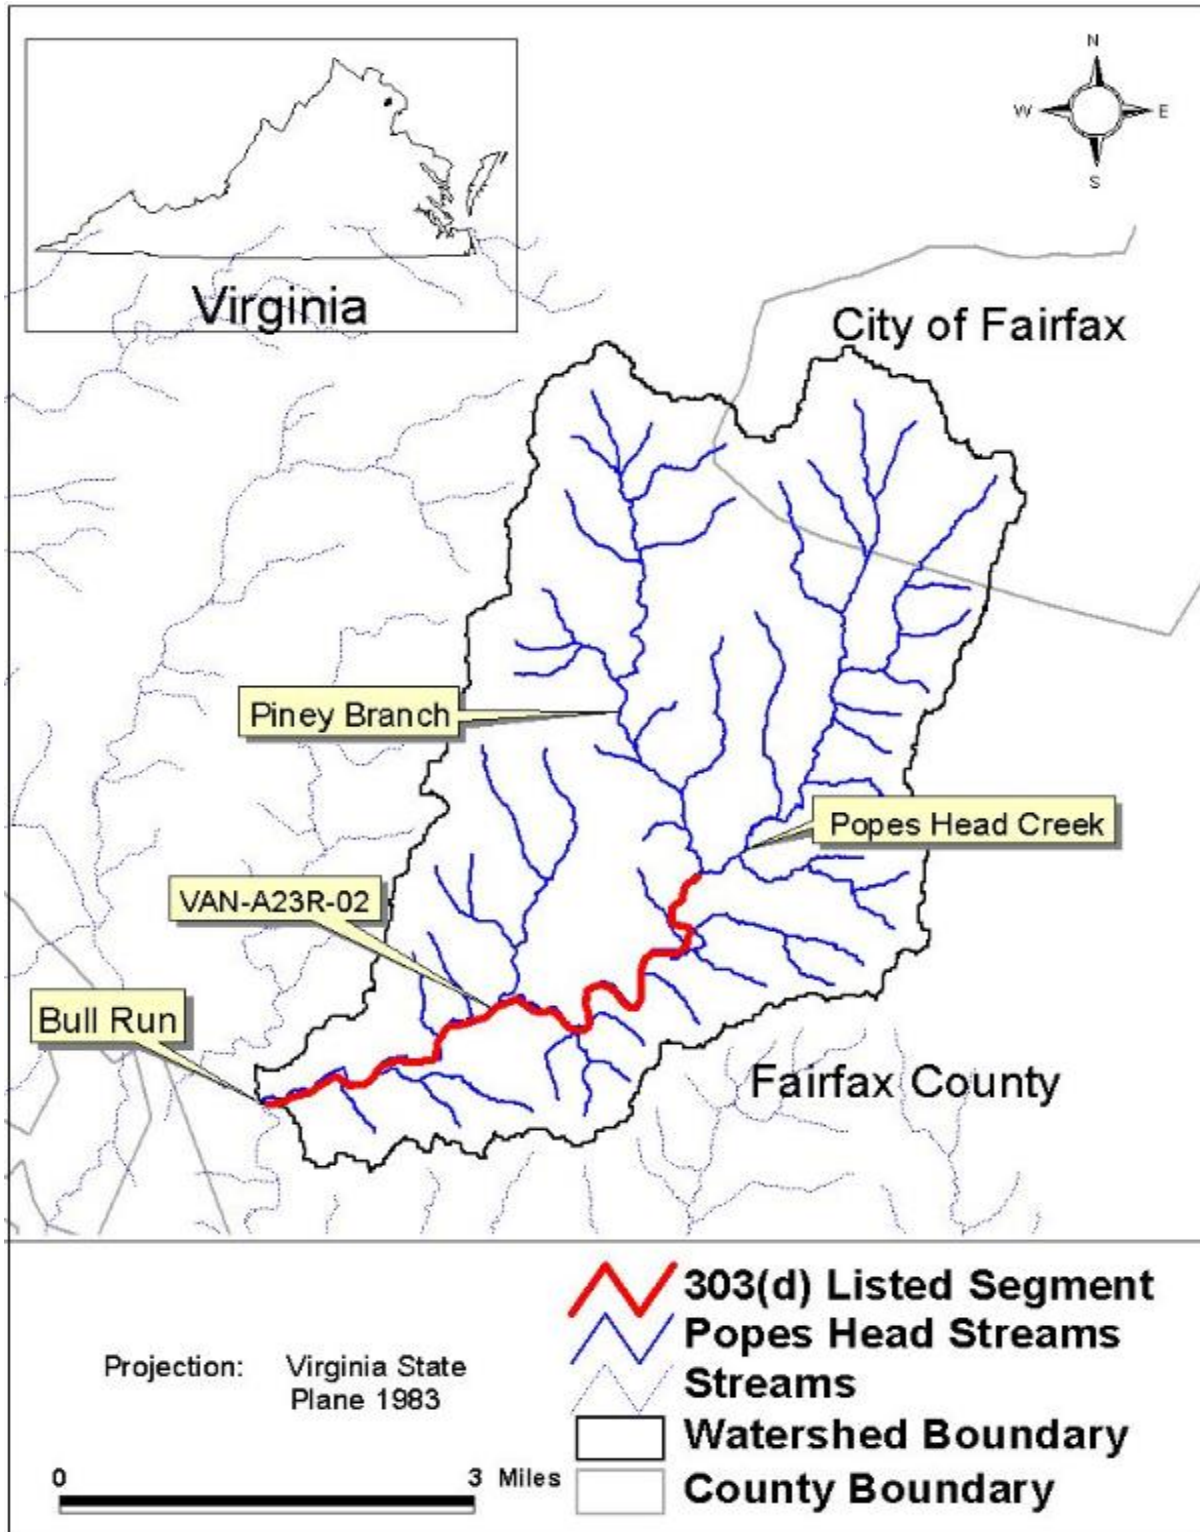 N
W
E
S
Virginia
City of Fairfax
Piney Branch
Popes Head Creek
VAN-A23R-02
Bull Run
Fairfax County
303(d) Listed Segment
Popes Head Streams
Streams
Watershed Boundary
County Boundary
Projection: Virginia State
Plane 1983
0 3 Miles